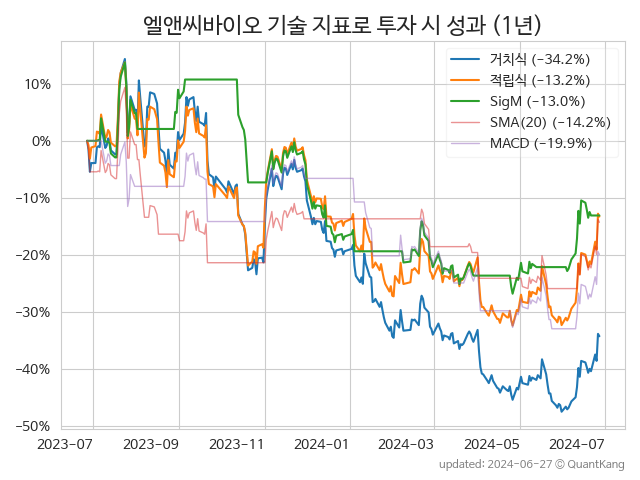 엘앤씨바이오 기술 지표로 투자 시 성과 (1년)
거치식 (−34.2%)
적립식 (−13.2%)
SigM (−13.0%)
SMA(20) (−14.2%)
MACD (−19.9%)
10%
0%
−10%
−20%
−30%
−40%
−50%
2023-07 2023-09 2023-11 2024-01 2024-03 2024-05 2024-07
updated: 2024-06-27 ⓒ QuantKang